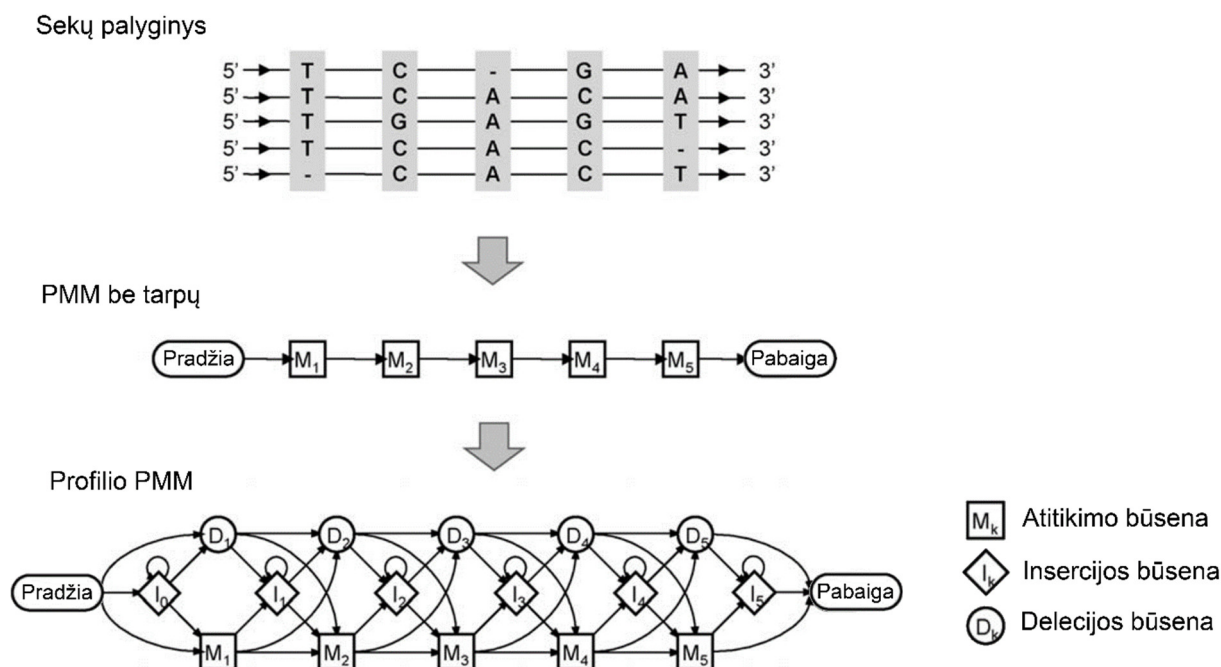 Sekų palyginys
5' T C - G A 3'
5' T C A C A 3'
5' T G A G T 3'
5' T C A C - 3'
5' - C A C T 3'
PMM be tarpų
Pradžia M1 M2 M3 M4 M5 Pabaiga
Profilio PMM
D1 D2 D3 D4 D5
Pradžia I0 I1 I2 I3 I4 I5 Pabaiga
M1 M2 M3 M4 M5
Mk Atitikimo būsena
Ik Insercijos būsena
Dk Delecijos būsena